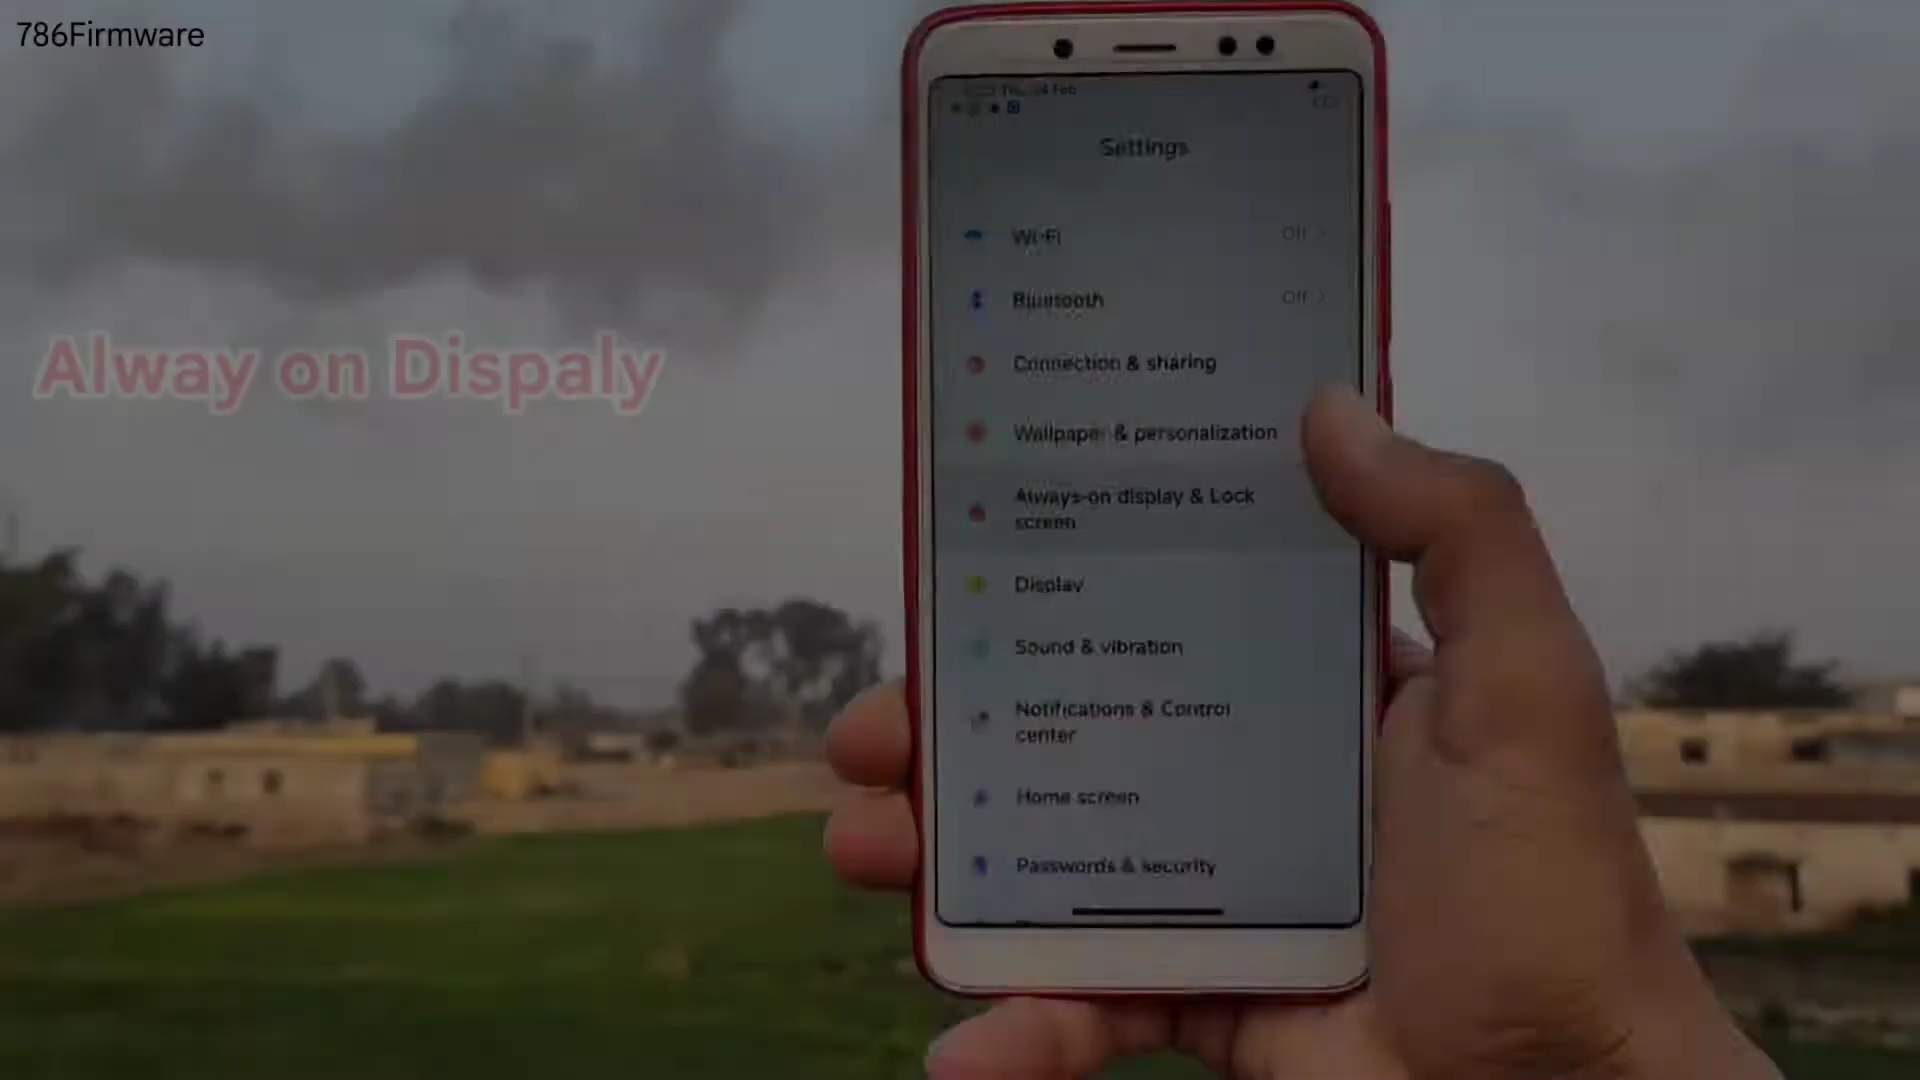 786Firmware
Alway on Dispaly
Settings
Wi-Fi
Off
Bluetooth
Off
Connection & sharing
Wallpaper & personalization
Always-on display & Lock
screen
Display
Sound & vibration
Notifications & Control
center
Home screen
Passwords & security